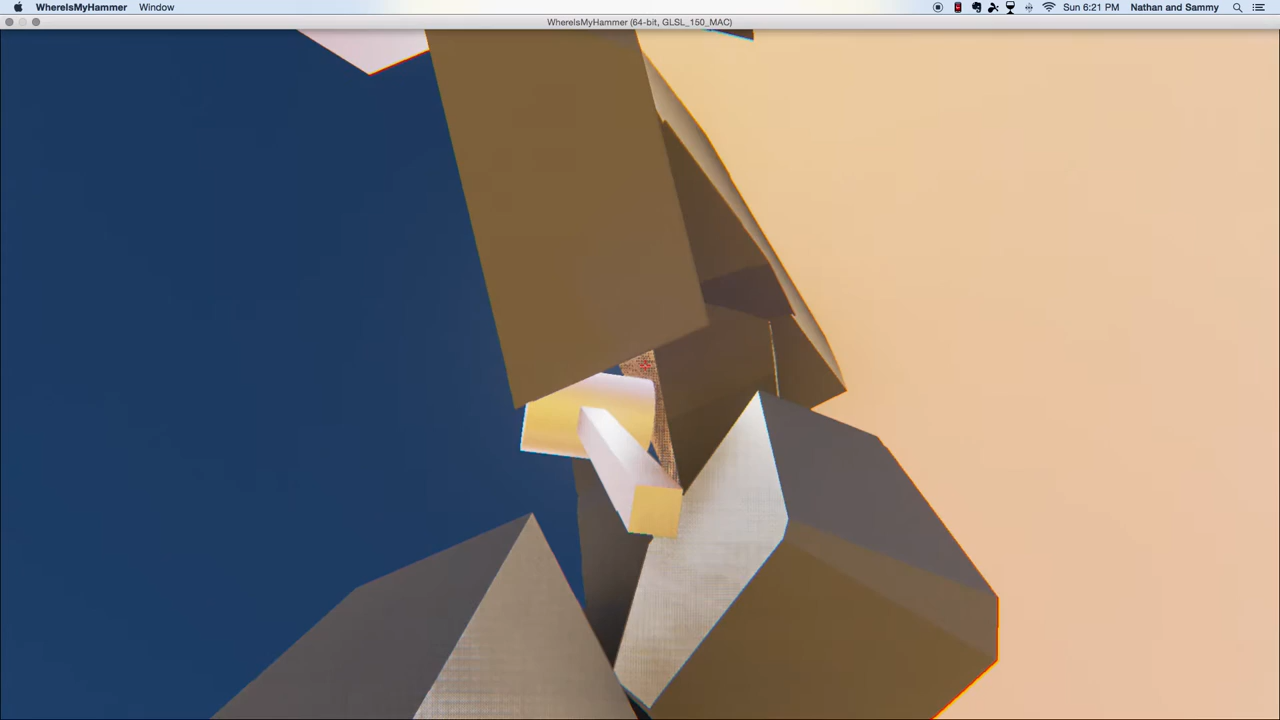 WhereIsMyHammer Window Sun 6:21 PM Nathan and Sammy
WhereIsMyHammer (64-bit, GLSL_150_MAC)